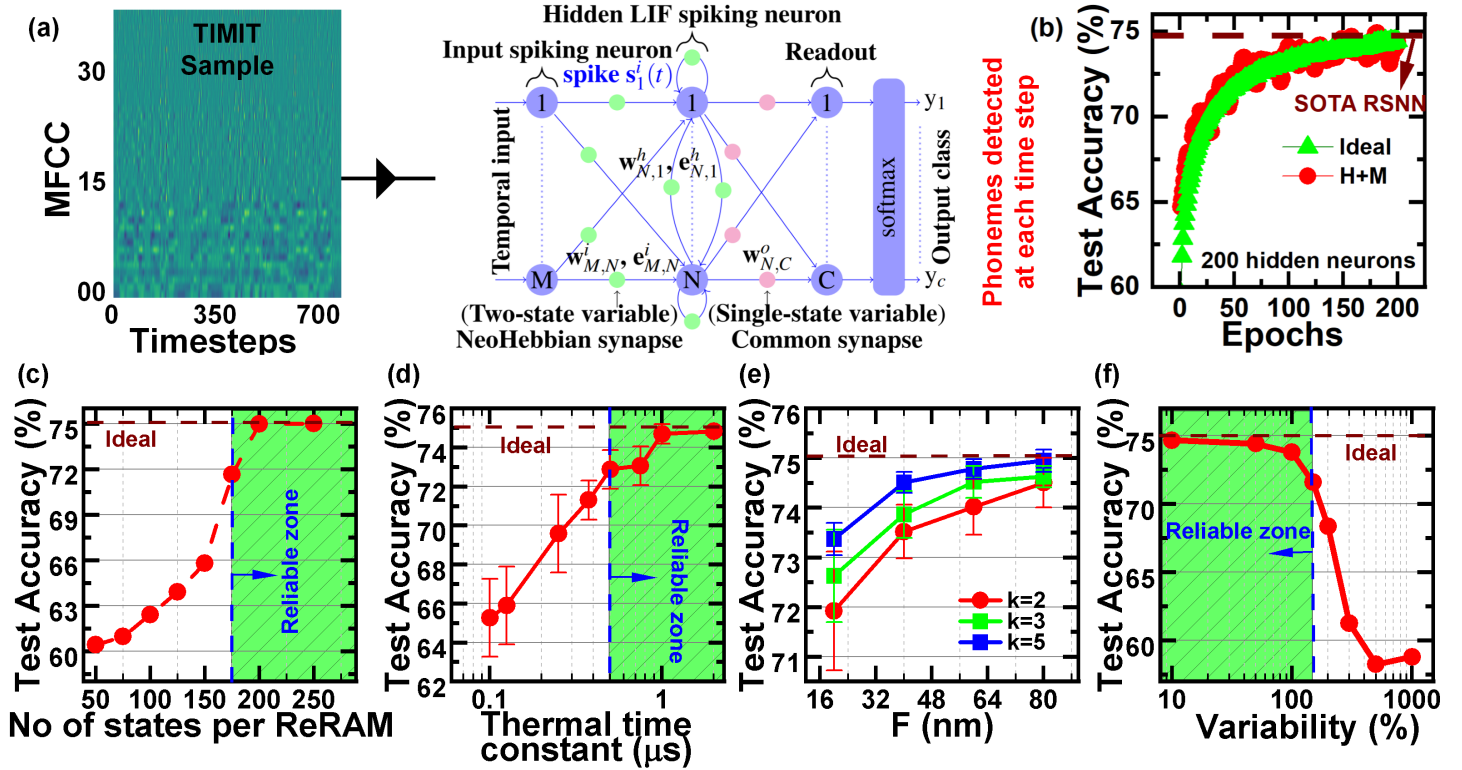 (a)
TIMIT
Sample
MFCC
30
15
00
0
350
700
Timesteps
Hidden LIF spiking neuron
Input spiking neuron
Readout
spike s₁ⁱ(t)
1
1
1
y₁
Temporal input
wʰ_{N,1}, eʰ_{N,1}
softmax
Output class
wⁱ_{M,N}, eⁱ_{M,N}
wᵒ_{N,C}
M
N
C
y_c
(Two-state variable)
NeoHebbian synapse
(Single-state variable)
Common synapse
Phonemes detected
at each time step
(b)
Test Accuracy (%)
75
70
65
60
SOTA RSNN
Ideal
H+M
200 hidden neurons
0
50
100
150
200
Epochs
(c)
Test Accuracy (%)
75
72
69
66
63
60
Ideal
Reliable zone
50
100
150
200
250
No of states per ReRAM
(d)
Test Accuracy (%)
76
74
72
70
68
66
64
62
Ideal
Reliable zone
0.1
1
Thermal time
constant (μs)
(e)
Test Accuracy (%)
76
75
74
73
72
71
Ideal
k=2
k=3
k=5
16
32
48
64
80
F (nm)
(f)
Test Accuracy (%)
75
70
65
60
Ideal
Reliable zone
10
100
1000
Variability (%)